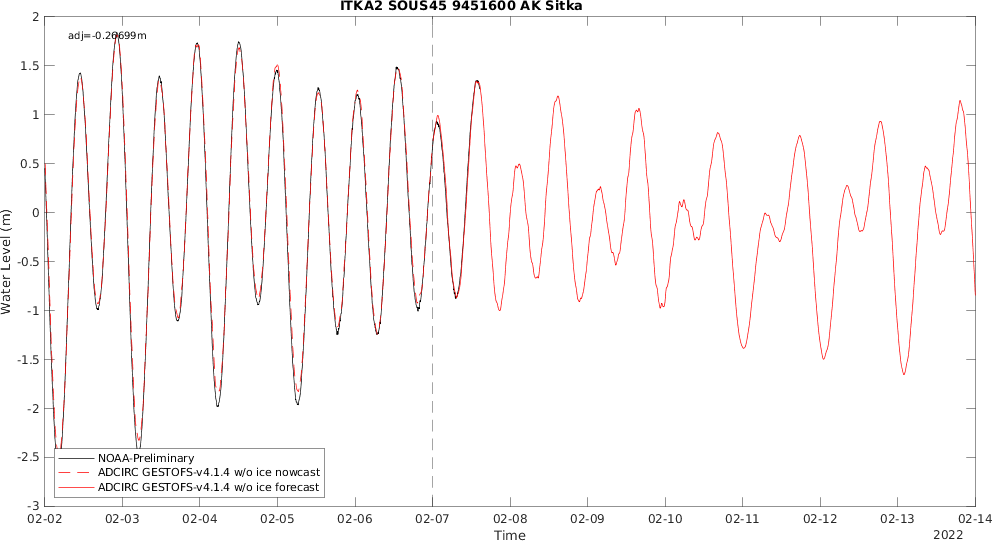 ITKA2 SOUS45 9451600 AK Sitka
adj=-0.26699m
2
1.5
1
0.5
0
-0.5
-1
-1.5
-2
-2.5
-3
Water Level (m)
NOAA-Preliminary
ADCIRC GESTOFS-v4.1.4 w/o ice nowcast
ADCIRC GESTOFS-v4.1.4 w/o ice forecast
02-02 02-03 02-04 02-05 02-06 02-07 02-08 02-09 02-10 02-11 02-12 02-13 02-14
Time
2022